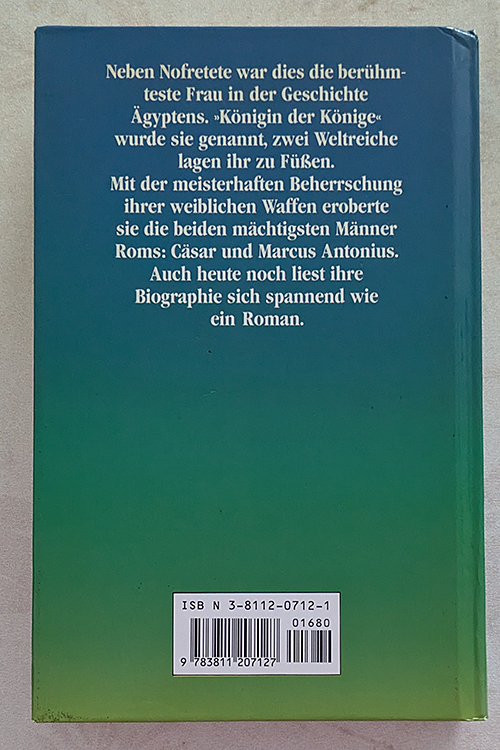 Neben Nofretete war dies die berühm-
teste Frau in der Geschichte
Ägyptens. »Königin der Könige«
wurde sie genannt, zwei Weltreiche
lagen ihr zu Füßen.
Mit der meisterhaften Beherrschung
ihrer weiblichen Waffen eroberte
sie die beiden mächtigsten Männer
Roms: Cäsar und Marcus Antonius.
Auch heute noch liest ihre
Biographie sich spannend wie
ein Roman.
ISB N 3-8112-0712-1
01680
9 783811 207127